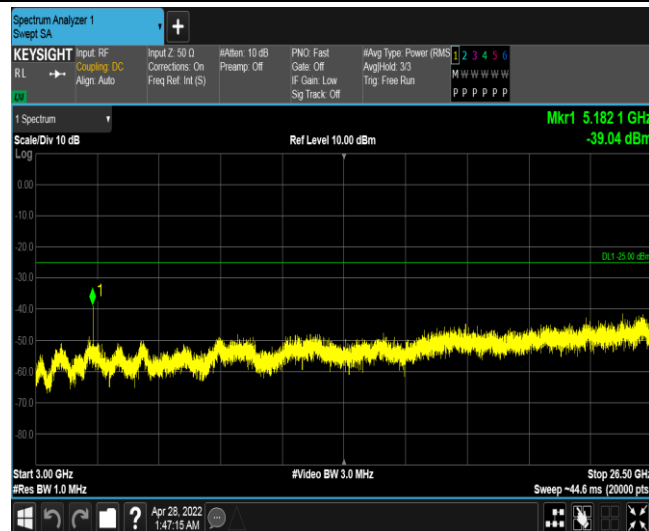 Spectrum Analyzer 1
Swept SA
+
KEYSIGHT
RL
LXI
Input: RF
Coupling: DC
Align: Auto
Input Z: 50 Ω
Corrections: On
Freq Ref: Int (S)
#Atten: 10 dB
Preamp: Off
PNO: Fast
Gate: Off
IF Gain: Low
Sig Track: Off
#Avg Type: Power (RMS
Avg|Hold: 3/3
Trig: Free Run
1 2 3 4 5 6
M W W W W W
P P P P P P
1 Spectrum
Mkr1 5.182 1 GHz
Scale/Div 10 dB
Ref Level 10.00 dBm
-39.04 dBm
Log
0.00
-10.0
-20.0
DL1 -25.00 dBm
-30.0
1
-40.0
-50.0
-60.0
-70.0
-80.0
Start 3.00 GHz
#Video BW 3.0 MHz
Stop 26.50 GHz
#Res BW 1.0 MHz
Sweep ~44.6 ms (20000 pts
?
Apr 28, 2022
1:47:15 AM